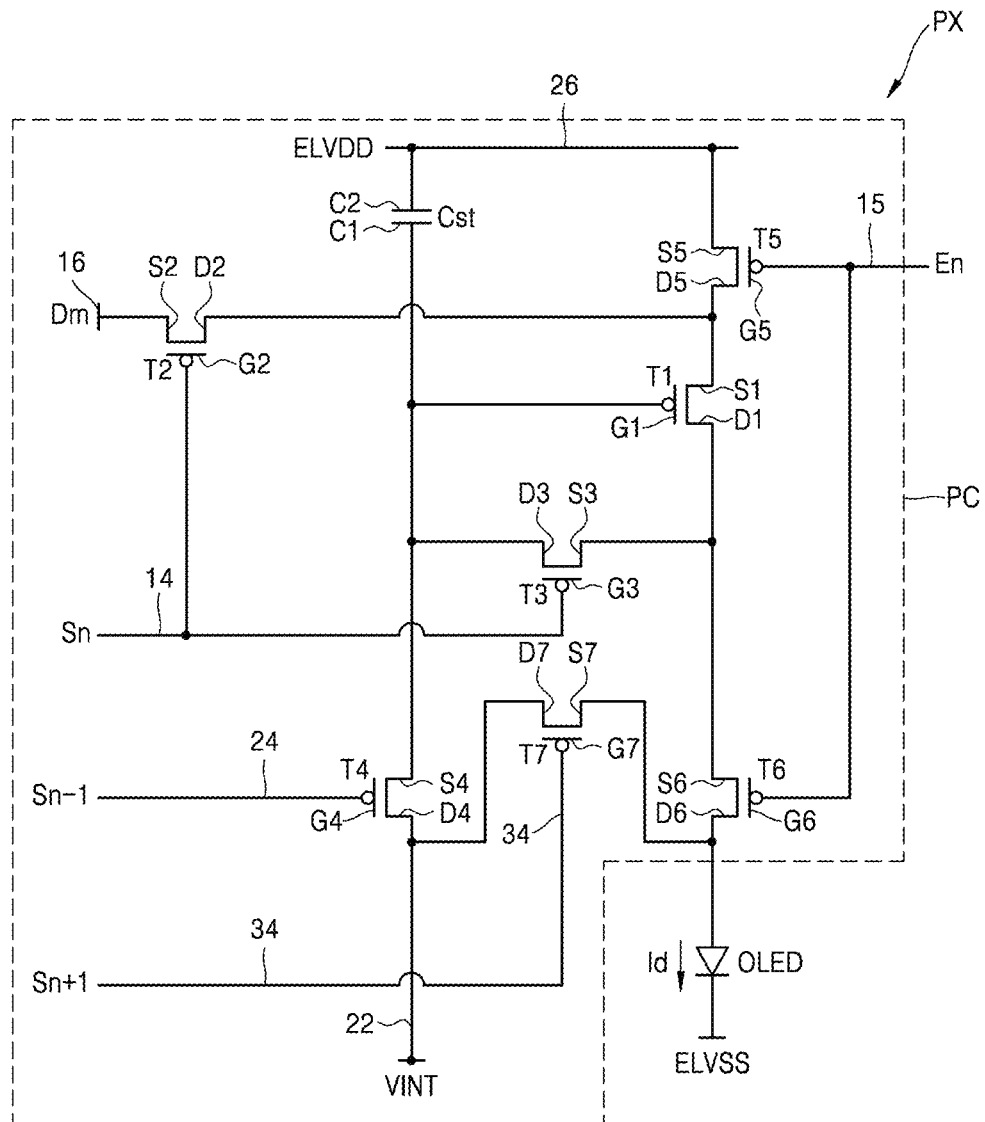 PX
26
ELVDD
C2
C1
Cst
15
S5
T5
En
D5
G5
16
S2
D2
Dm
T2
G2
T1
S1
G1
D1
D3
S3
PC
14
T3
G3
Sn
D7
S7
24
T4
S4
T7
G7
S6
T6
Sn-1
G4
D4
34
D6
G6
34
Id
OLED
Sn+1
22
VINT
ELVSS